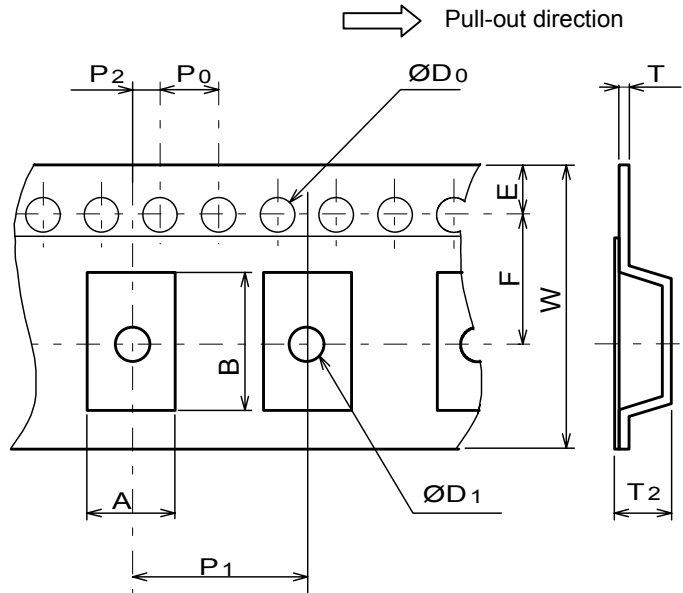 Pull-out direction
P2
P0
ØD0
T
E
F
W
B
A
ØD1
T2
P1